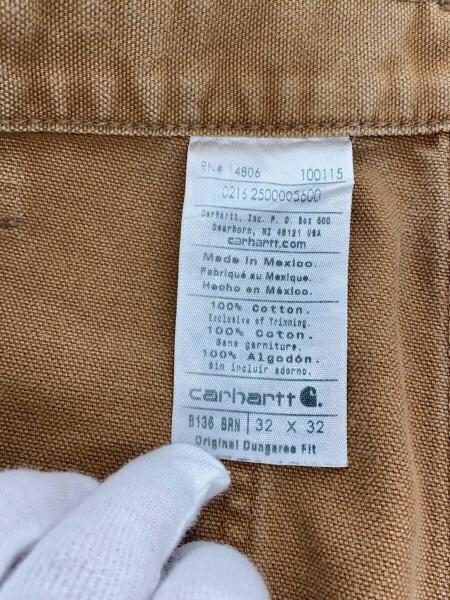 RN# 14806 100115
0216 2500005600
Carhartt, Inc. P. O. Box 600
Dearborn, MI 48121 USA
carhartt.com
Made in Mexico.
Fabriqué au Mexique.
Hecho en México.
100% Cotton.
Exclusive of Trimming.
100% Coton.
Sans garniture.
100% Algodón.
Sin incluir adorno.
carhartt
B136 BRN 32 X 32
Original Dungaree Fit